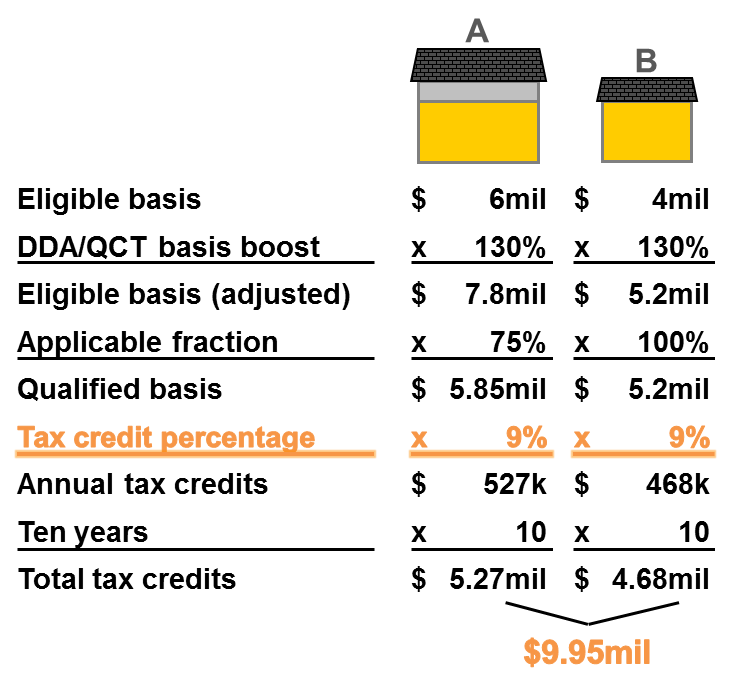 A
B
Eligible basis $ 6mil $ 4mil
DDA/QCT basis boost x 130% x 130%
Eligible basis (adjusted) $ 7.8mil $ 5.2mil
Applicable fraction x 75% x 100%
Qualified basis $ 5.85mil $ 5.2mil
Tax credit percentage x 9% x 9%
Annual tax credits $ 527k $ 468k
Ten years x 10 x 10
Total tax credits $ 5.27mil $ 4.68mil
$9.95mil